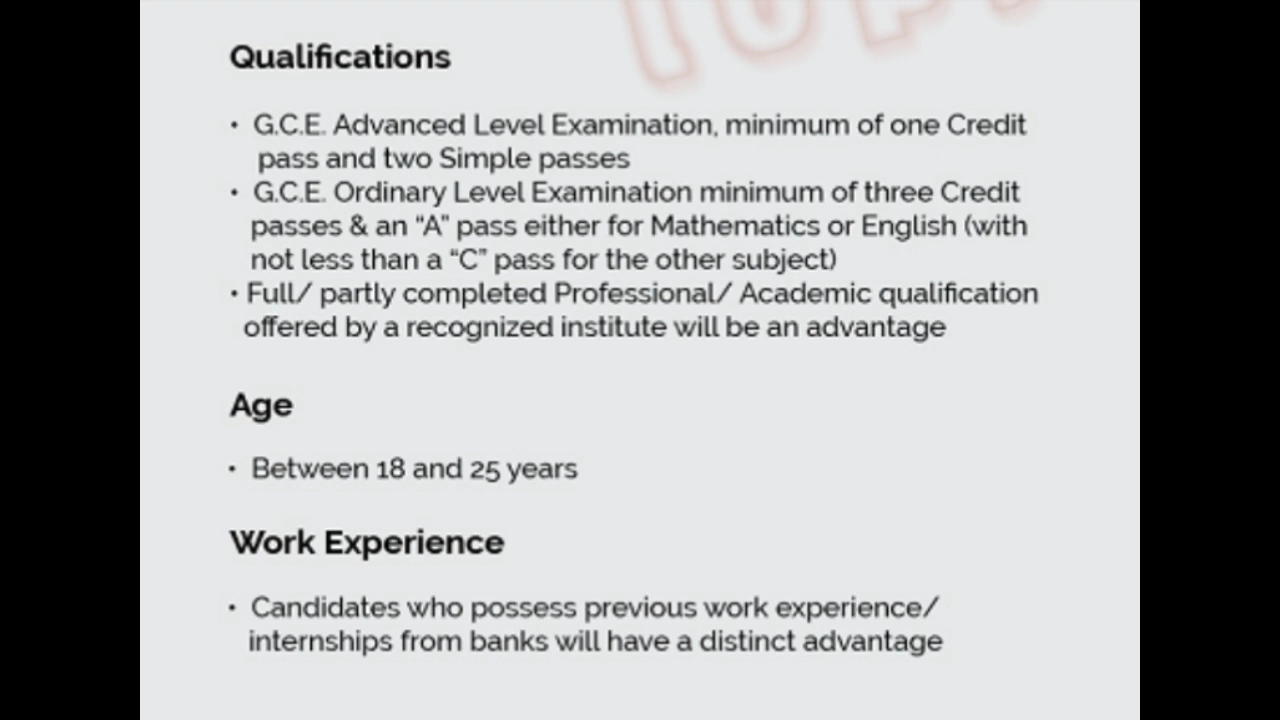 Qualifications
• G.C.E. Advanced Level Examination, minimum of one Credit
pass and two Simple passes
• G.C.E. Ordinary Level Examination minimum of three Credit
passes & an “A” pass either for Mathematics or English (with
not less than a “C” pass for the other subject)
• Full/ partly completed Professional/ Academic qualification
offered by a recognized institute will be an advantage
Age
• Between 18 and 25 years
Work Experience
• Candidates who possess previous work experience/
internships from banks will have a distinct advantage